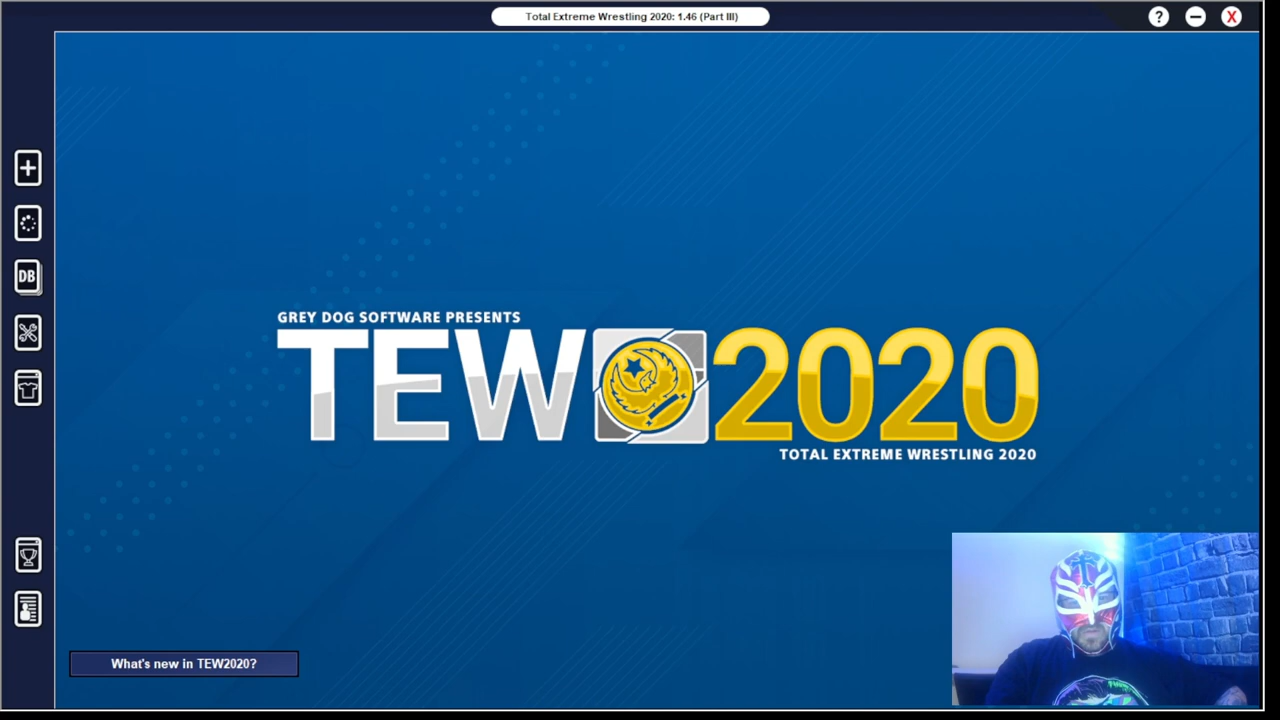 Total Extreme Wrestling 2020: 1.46 (Part III)
?
X
DB
GREY DOG SOFTWARE PRESENTS
TEW 2020
TOTAL EXTREME WRESTLING 2020
What's new in TEW2020?